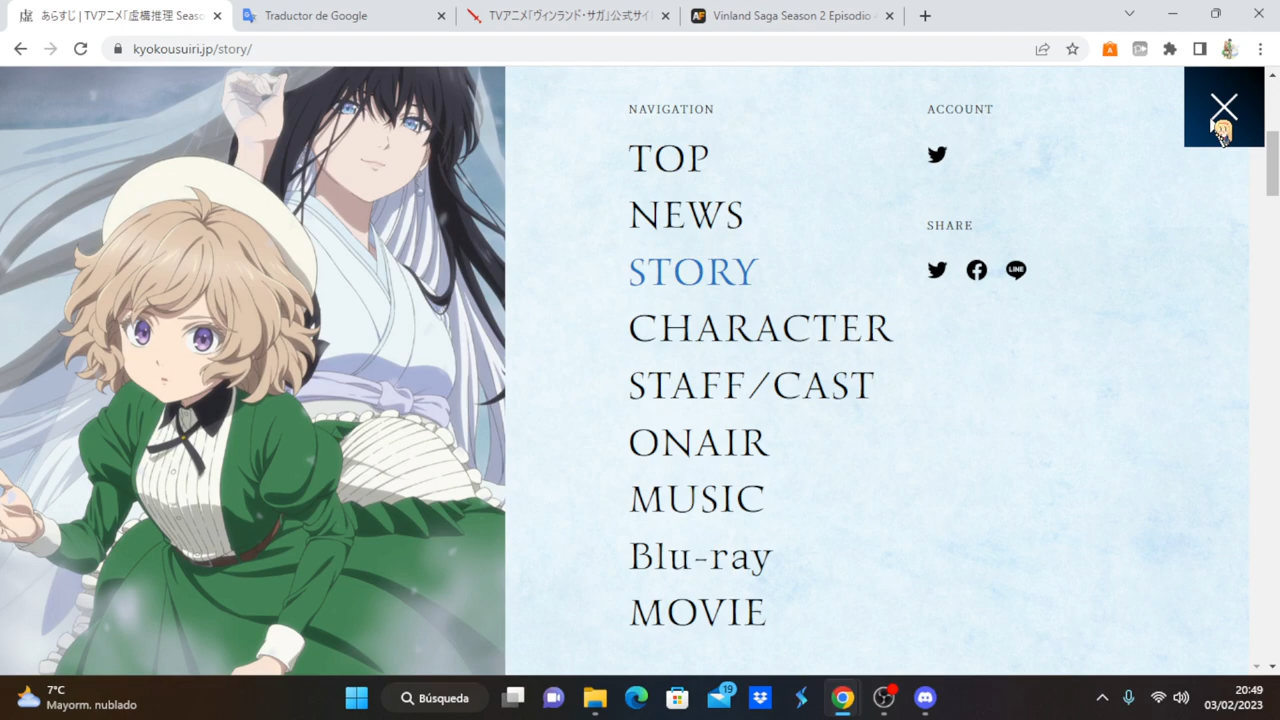 あらすじ | TVアニメ「虚構推理 Seaso
Traductor de Google
TVアニメ「ヴィンランド・サガ」公式サイ
AF
Vinland Saga Season 2 Episodio
kyokousuiri.jp/story/
NAVIGATION
TOP
NEWS
STORY
CHARACTER
STAFF/CAST
ONAIR
MUSIC
Blu-ray
MOVIE
ACCOUNT
SHARE
LINE
7°C
Mayorm. nublado
Búsqueda
19
20:49
03/02/2023